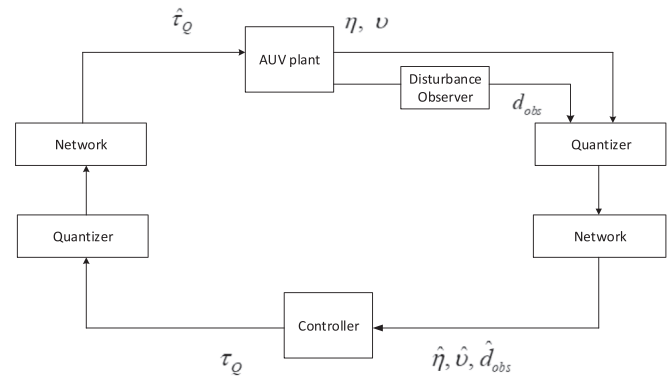 τ̂_Q
η, υ
AUV plant
Disturbance
Observer
d_obs
Network
Quantizer
Quantizer
Network
Controller
τ_Q
η̂, υ̂, d̂_obs